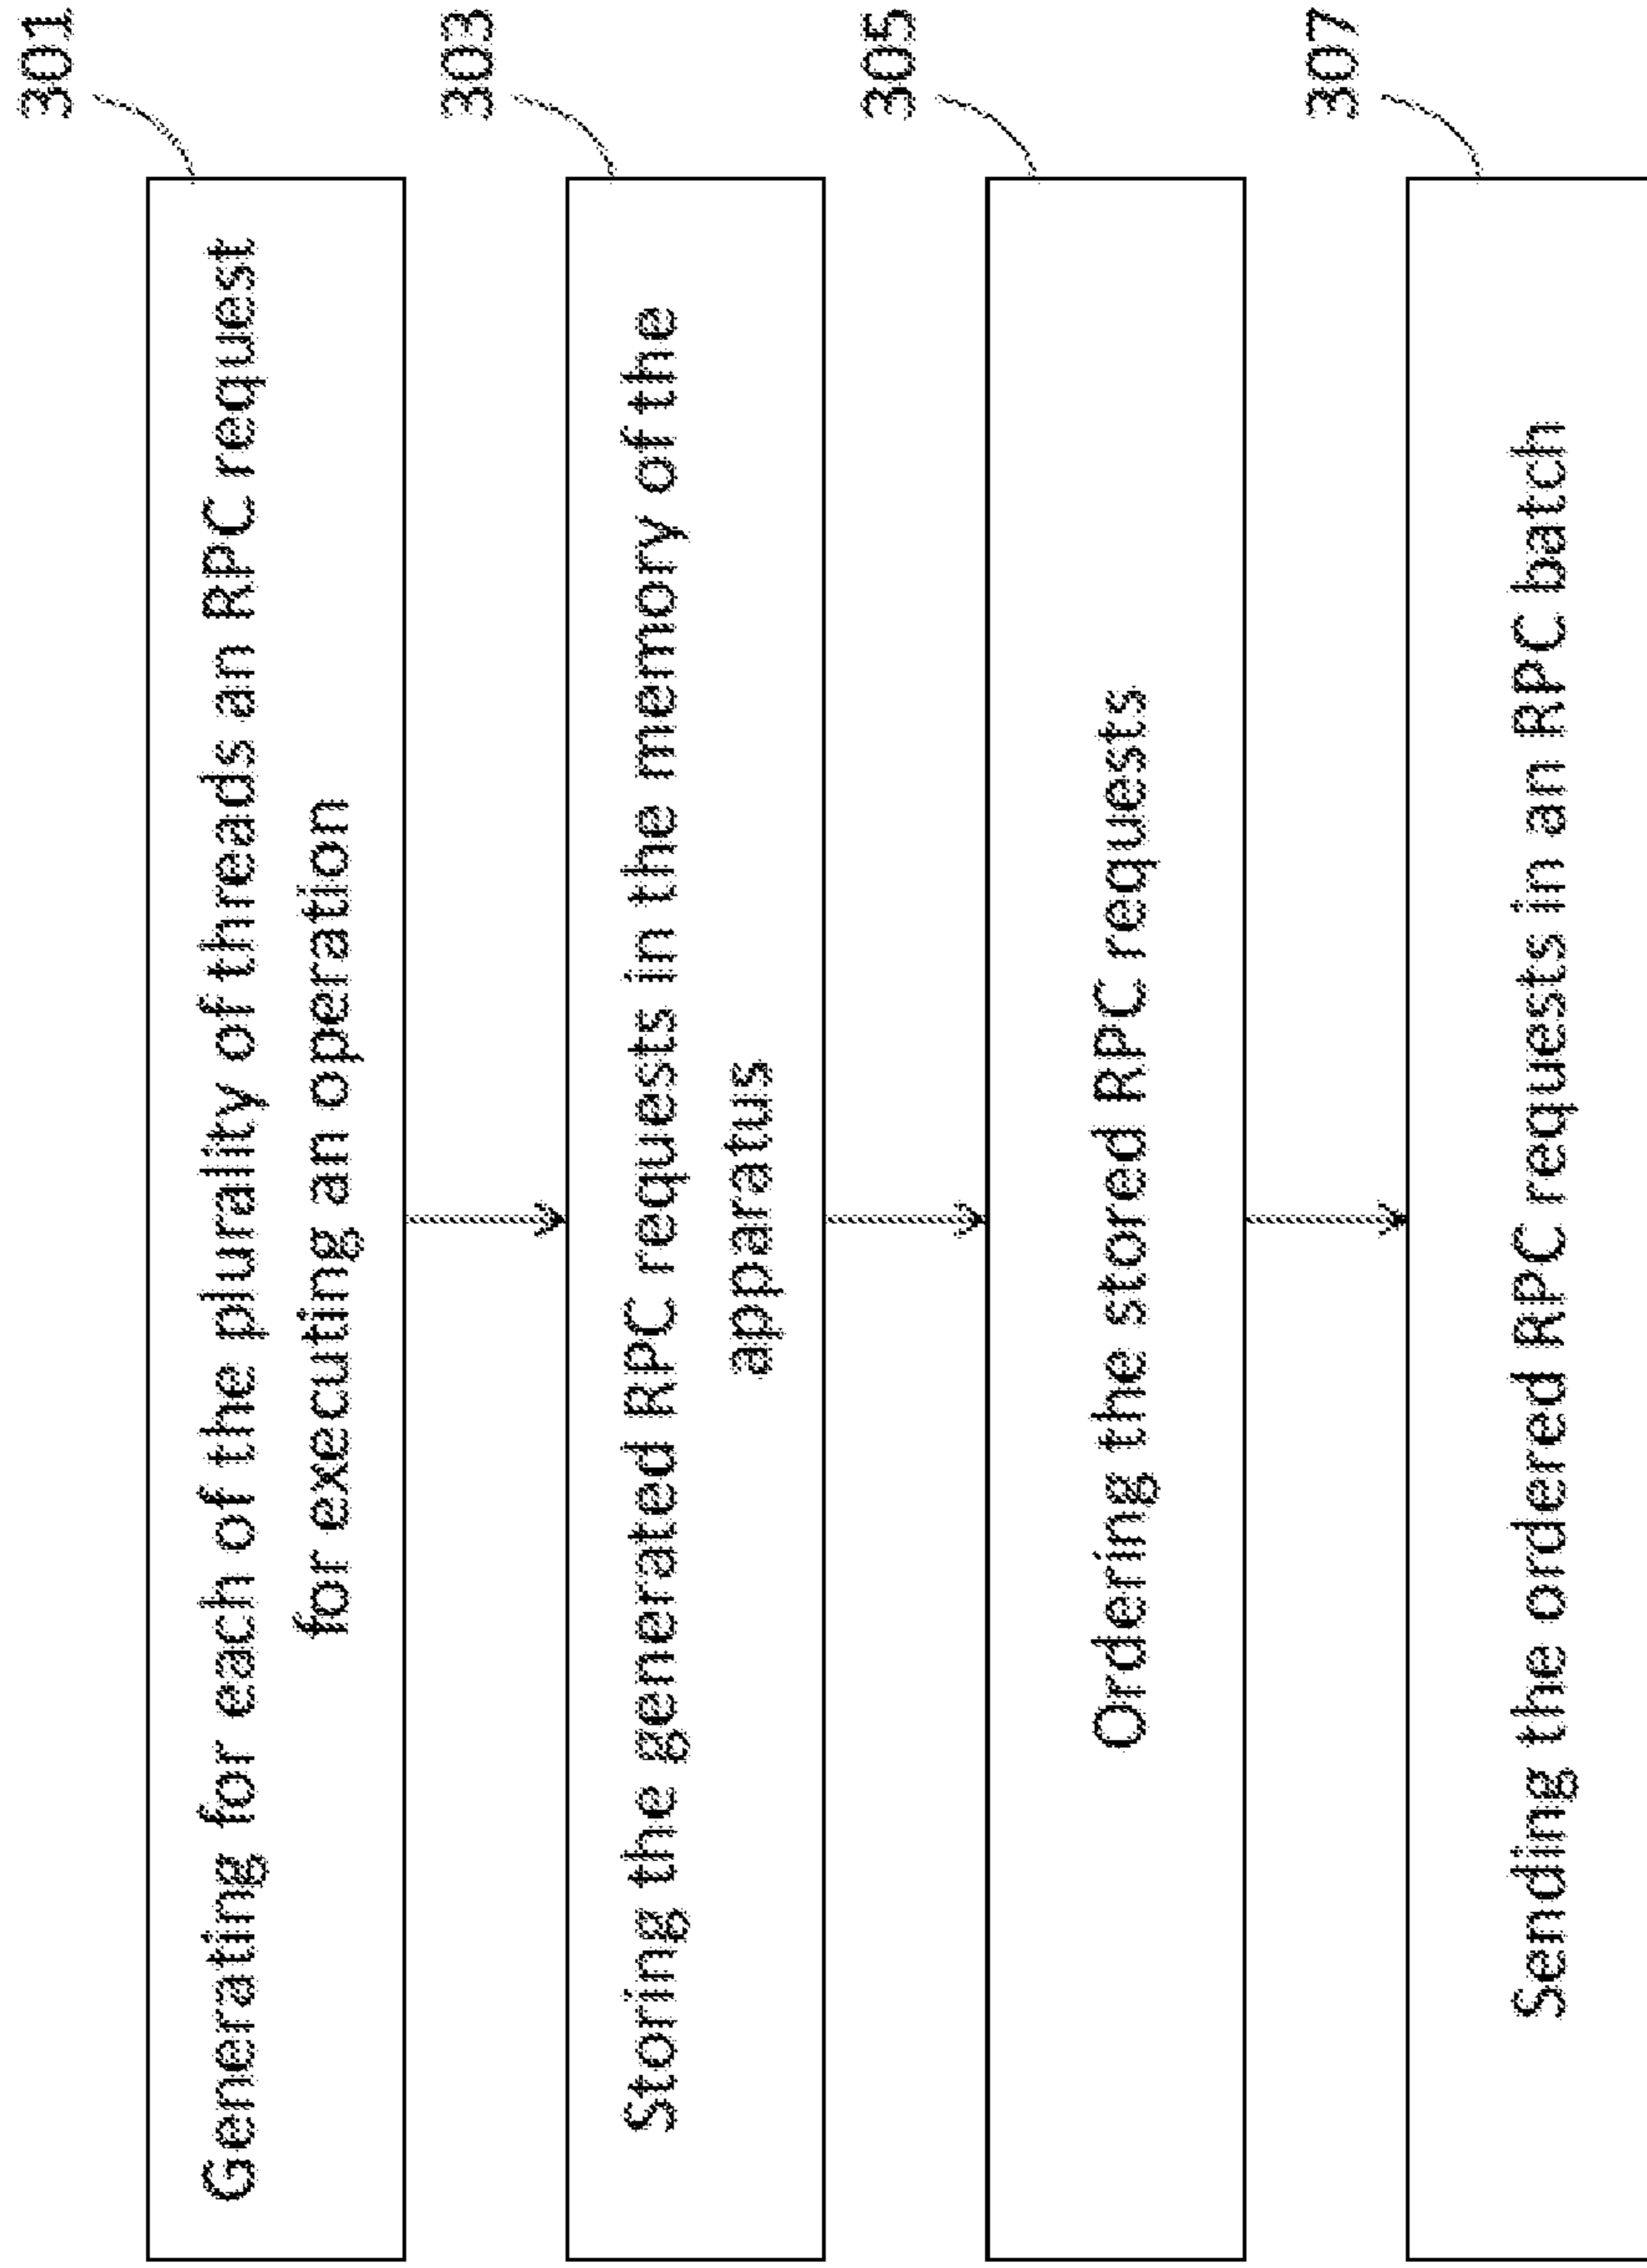 301
Generating for each of the plurality of threads an RPC request
for executing an operation
303
Storing the generated RPC requests in the memory of the
apparatus
305
Ordering the stored RPC requests
307
Sending the ordered RPC requests in an RPC batch